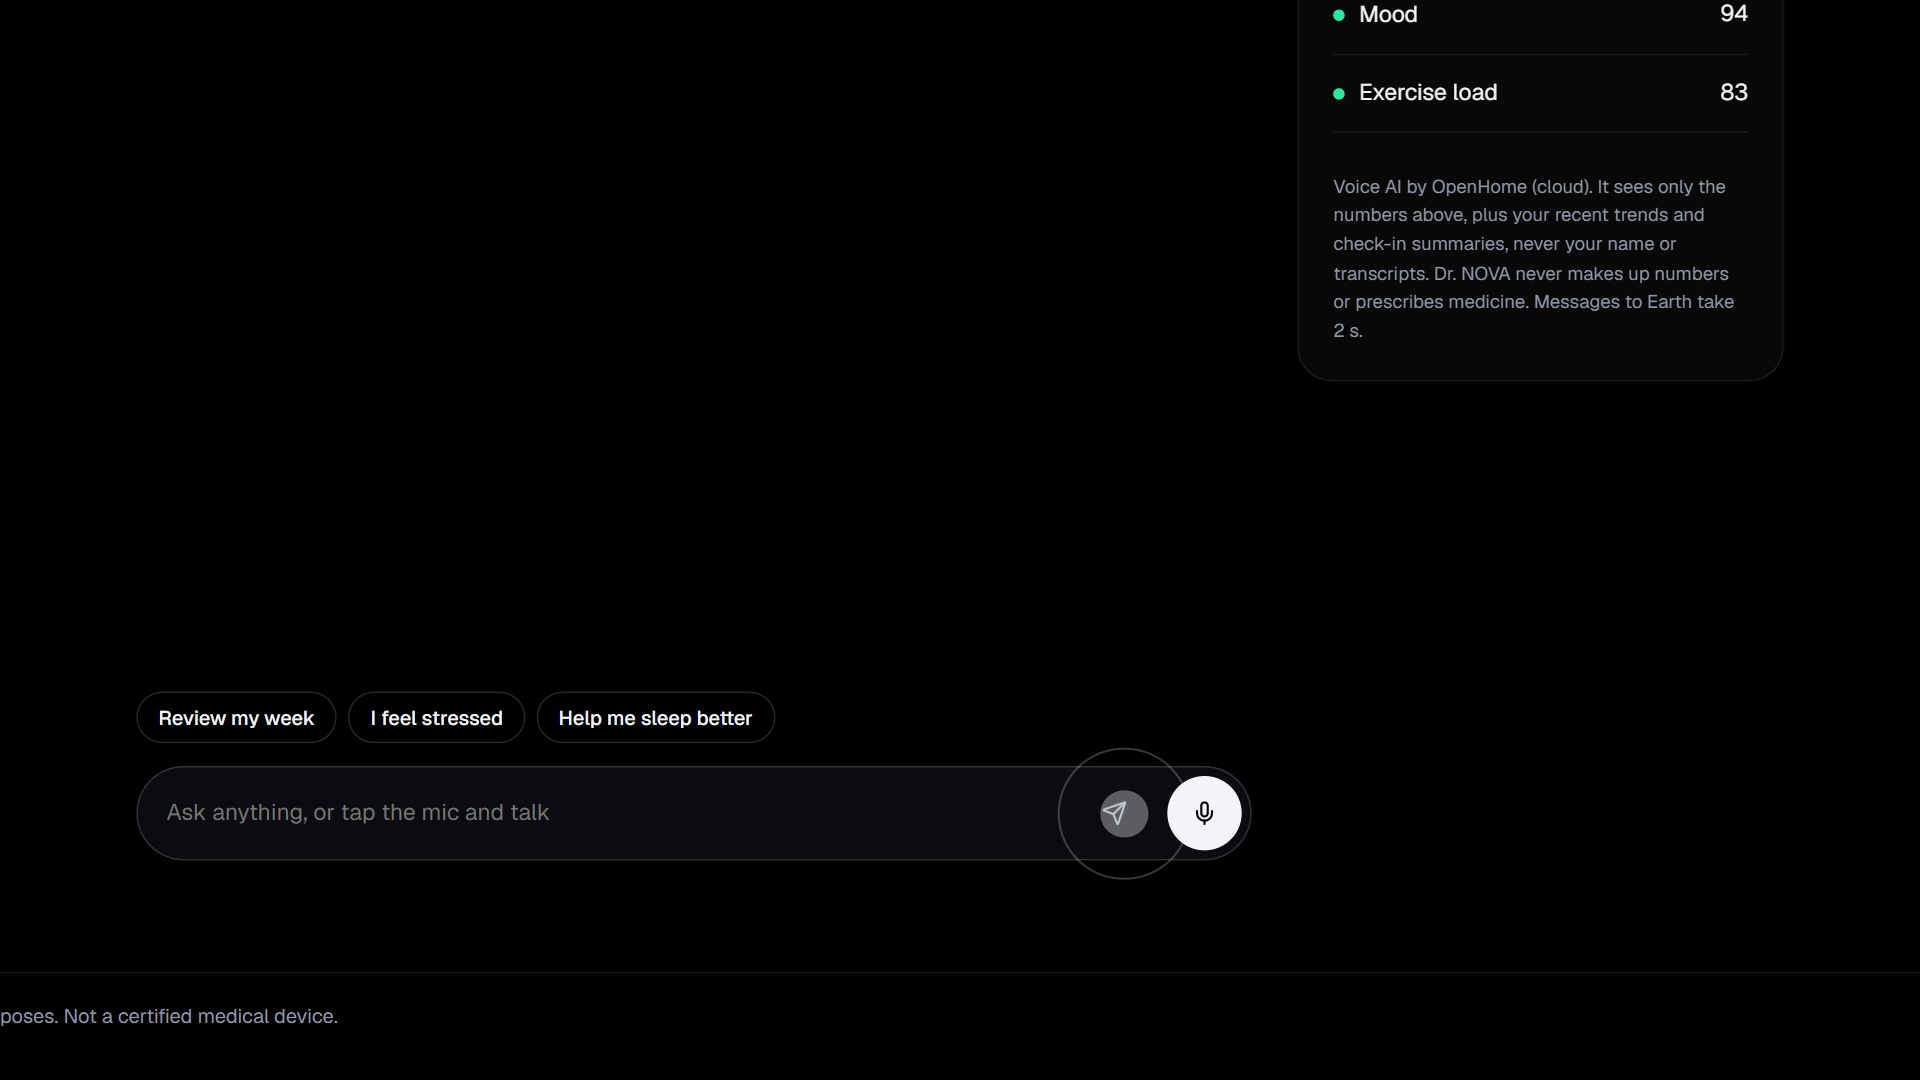 Mood 94
Exercise load 83
Voice AI by OpenHome (cloud). It sees only the
numbers above, plus your recent trends and
check-in summaries, never your name or
transcripts. Dr. NOVA never makes up numbers
or prescribes medicine. Messages to Earth take
2 s.
Review my week
I feel stressed
Help me sleep better
Ask anything, or tap the mic and talk
poses. Not a certified medical device.